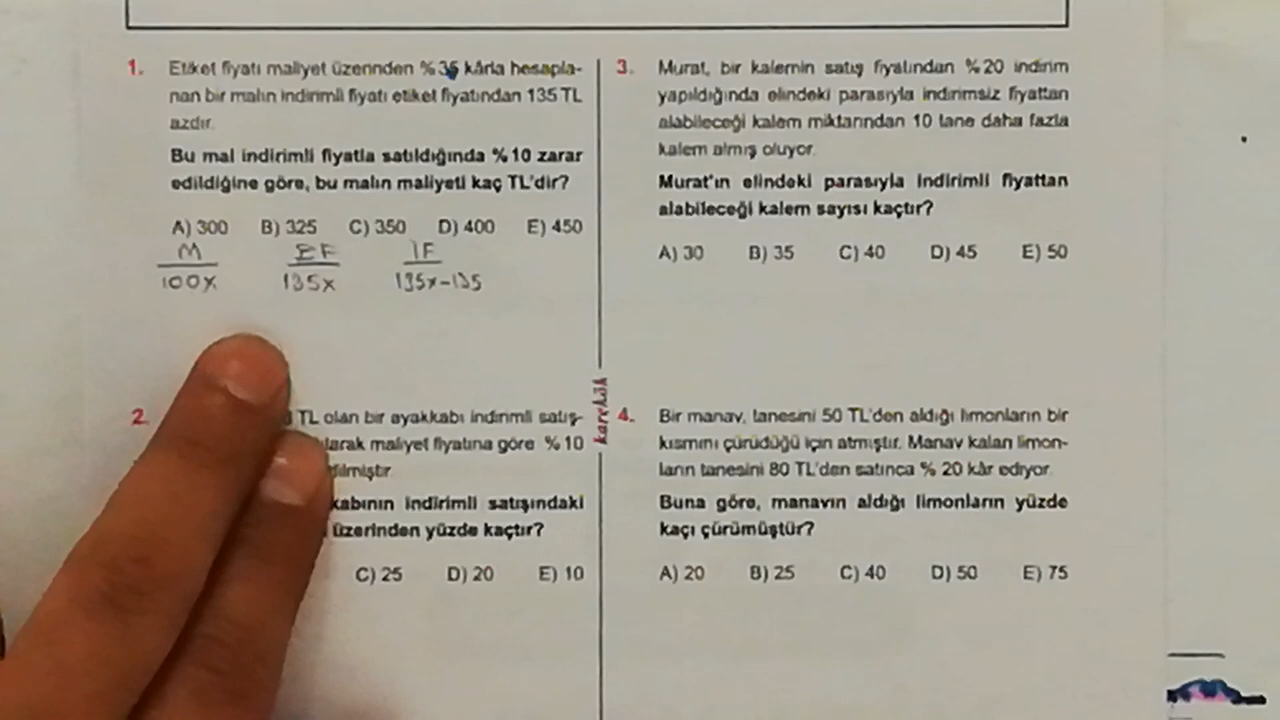 1. Etiket fiyatı maliyet üzerinden %35 kârla hesapla-
nan bir malın indirimli fiyatı etiket fiyatından 135 TL
azdır.
Bu mal indirimli fiyatla satıldığında %10 zarar
edildiğine göre, bu malın maliyeti kaç TL'dir?
A) 300 B) 325 C) 350 D) 400 E) 450
M EF İF
100x 135x 135x-135
2. TL olan bir ayakkabı indirimli satış-
larak maliyet fiyatına göre %10
ilmiştir.
kabının indirimli satışındaki
üzerinden yüzde kaçtır?
C) 25 D) 20 E) 10
karekök
3. Murat, bir kalemin satış fiyatından %20 indirim
yapıldığında elindeki parasıyla indirimsiz fiyattan
alabileceği kalem miktarından 10 tane daha fazla
kalem almış oluyor.
Murat'ın elindeki parasıyla indirimli fiyattan
alabileceği kalem sayısı kaçtır?
A) 30 B) 35 C) 40 D) 45 E) 50
4. Bir manav, tanesini 50 TL'den aldığı limonların bir
kısmını çürüdüğü için atmıştır. Manav kalan limon-
ların tanesini 80 TL'den satınca % 20 kâr ediyor.
Buna göre, manavın aldığı limonların yüzde
kaçı çürümüştür?
A) 20 B) 25 C) 40 D) 50 E) 75